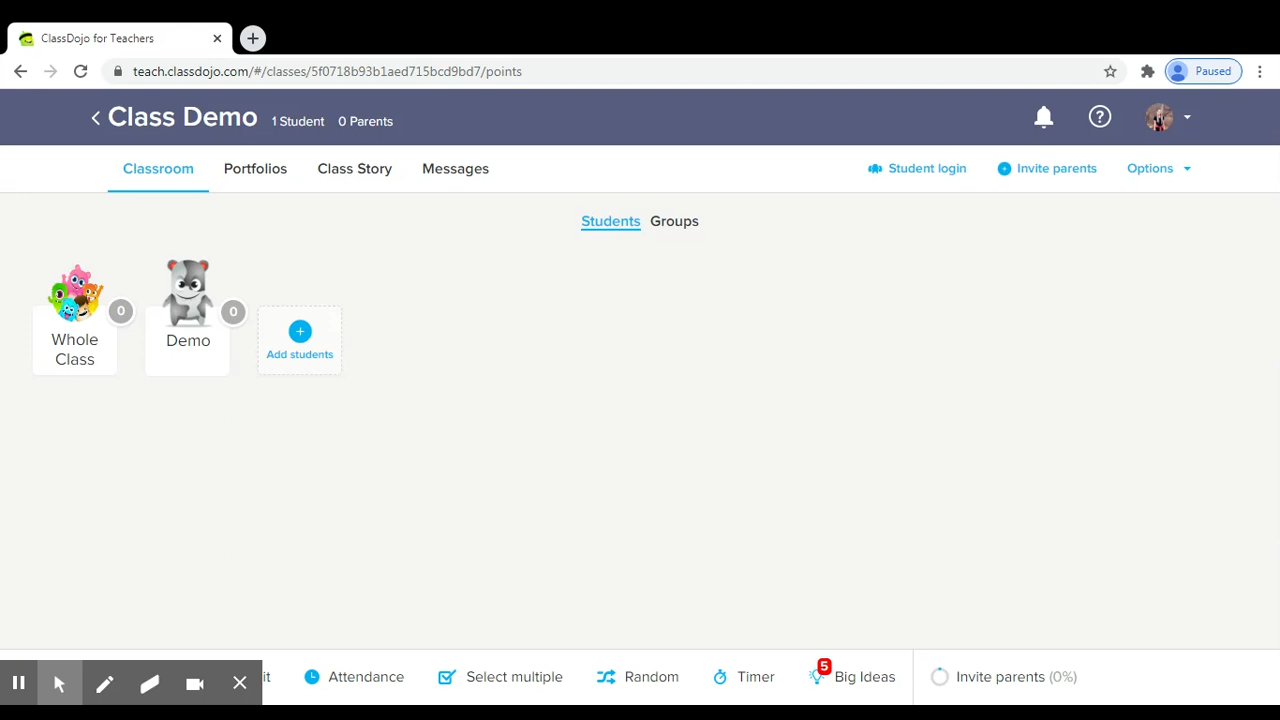 ClassDojo for Teachers
teach.classdojo.com/#/classes/5f0718b93b1aed715bcd9bd7/points
Paused
Class Demo 1 Student 0 Parents
Classroom Portfolios Class Story Messages Student login Invite parents Options
Students Groups
0 0
Whole Class
Demo
Add students
it Attendance Select multiple Random Timer 5 Big Ideas Invite parents (0%)